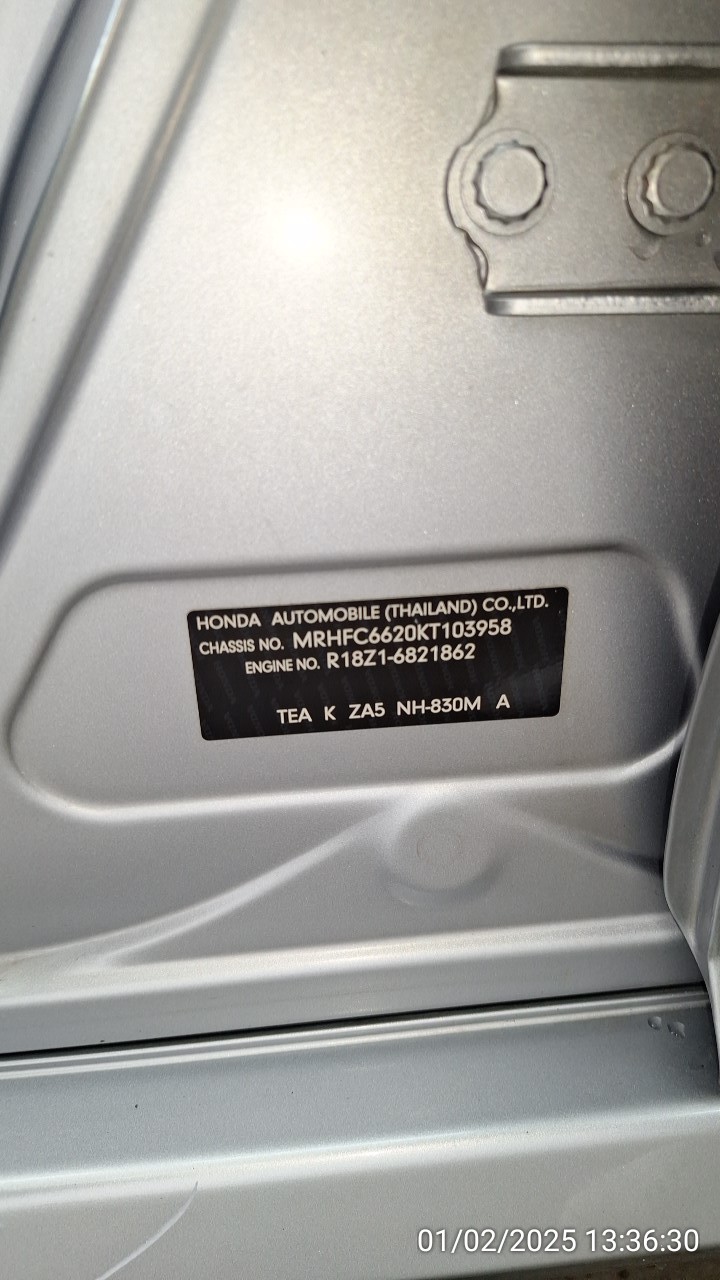 HONDA AUTOMOBILE (THAILAND) CO.,LTD.
CHASSIS NO. MRHFC6620KT103958
ENGINE NO. R18Z1-6821862
TEA K ZA5 NH-830M A
01/02/2025 13:36:30